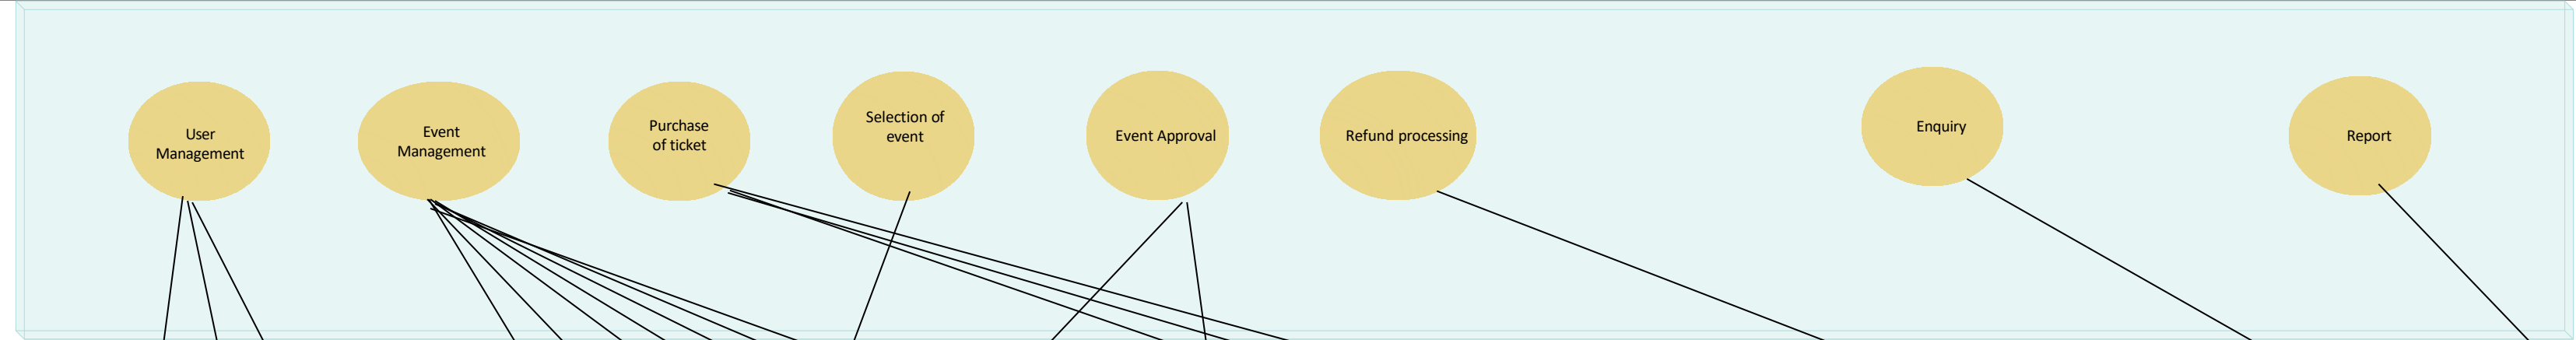 User
Management
Event
Management
Purchase
of ticket
Selection of
event
Event Approval
Refund processing
Enquiry
Report